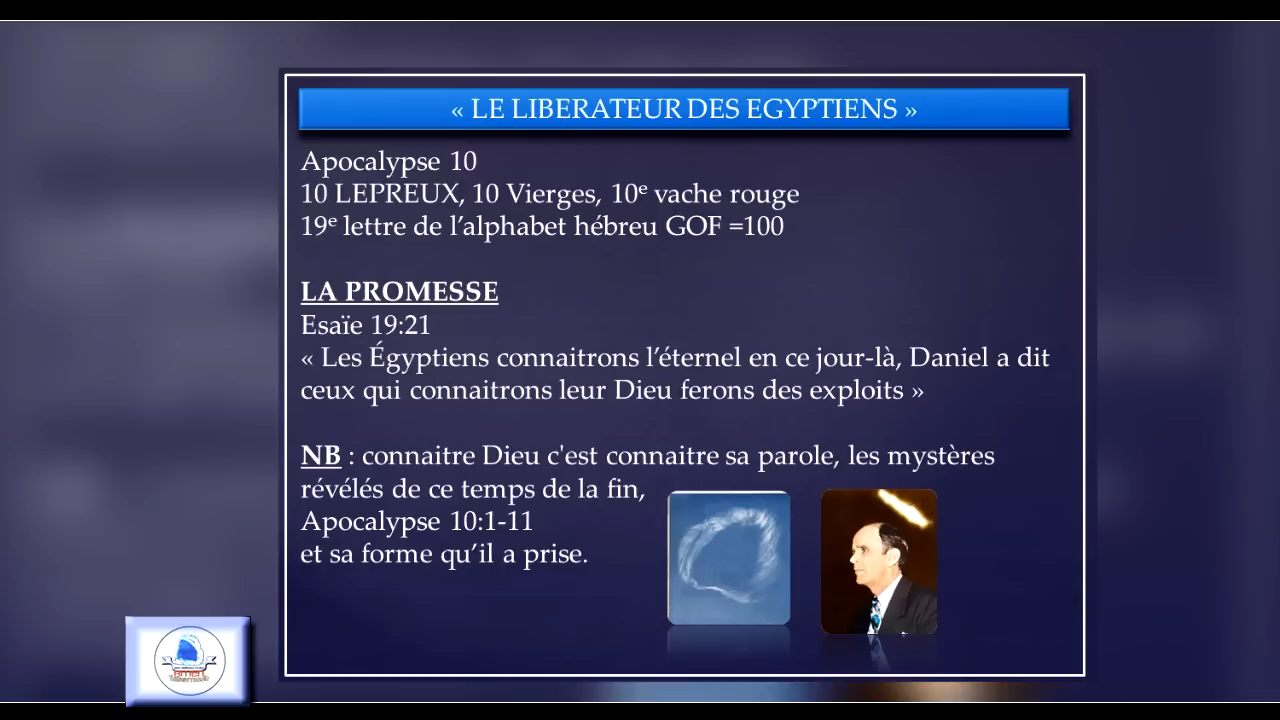 « LE LIBERATEUR DES EGYPTIENS »
Apocalypse 10
10 LEPREUX, 10 Vierges, 10e vache rouge
19e lettre de l’alphabet hébreu GOF =100
LA PROMESSE
Esaïe 19:21
« Les Égyptiens connaitrons l’éternel en ce jour-là, Daniel a dit
ceux qui connaitrons leur Dieu ferons des exploits »
NB : connaitre Dieu c'est connaitre sa parole, les mystères
révélés de ce temps de la fin,
Apocalypse 10:1-11
et sa forme qu’il a prise.